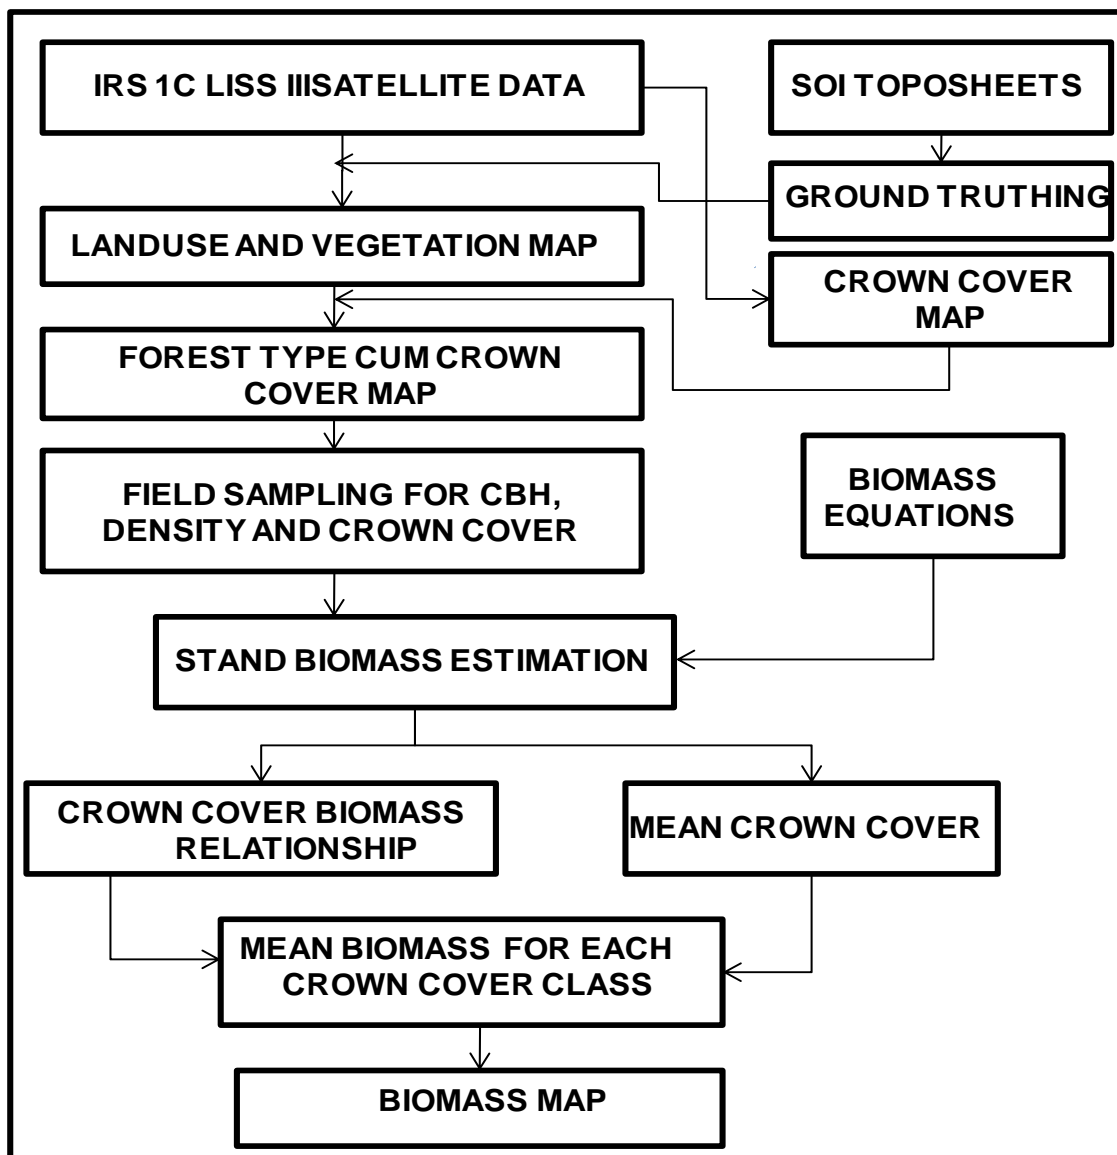 IRS 1C LISS IIISATELLITE DATA
SOI TOPOSHEETS
GROUND TRUTHING
LANDUSE AND VEGETATION MAP
CROWN COVER
MAP
FOREST TYPE CUM CROWN
COVER MAP
FIELD SAMPLING FOR CBH,
DENSITY AND CROWN COVER
BIOMASS
EQUATIONS
STAND BIOMASS ESTIMATION
CROWN COVER BIOMASS
RELATIONSHIP
MEAN CROWN COVER
MEAN BIOMASS FOR EACH
CROWN COVER CLASS
BIOMASS MAP